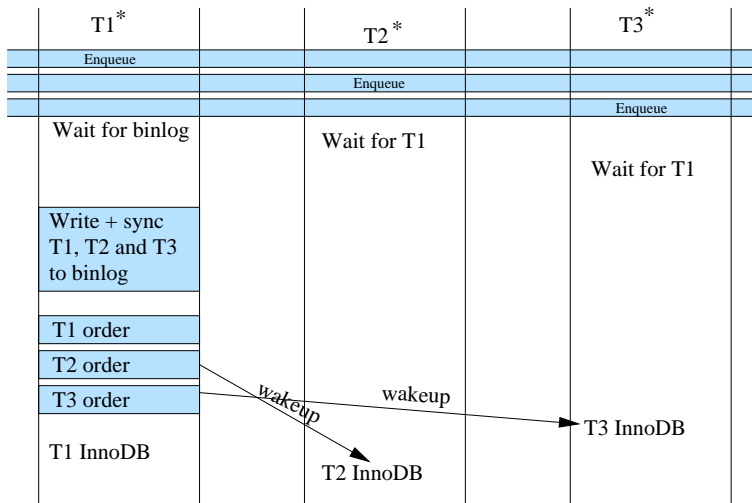 T1*
T2*
T3*
Enqueue
Enqueue
Enqueue
Wait for binlog
Wait for T1
Wait for T1
Write + sync
T1, T2 and T3
to binlog
T1 order
T2 order
T3 order
wakeup
wakeup
T1 InnoDB
T2 InnoDB
T3 InnoDB